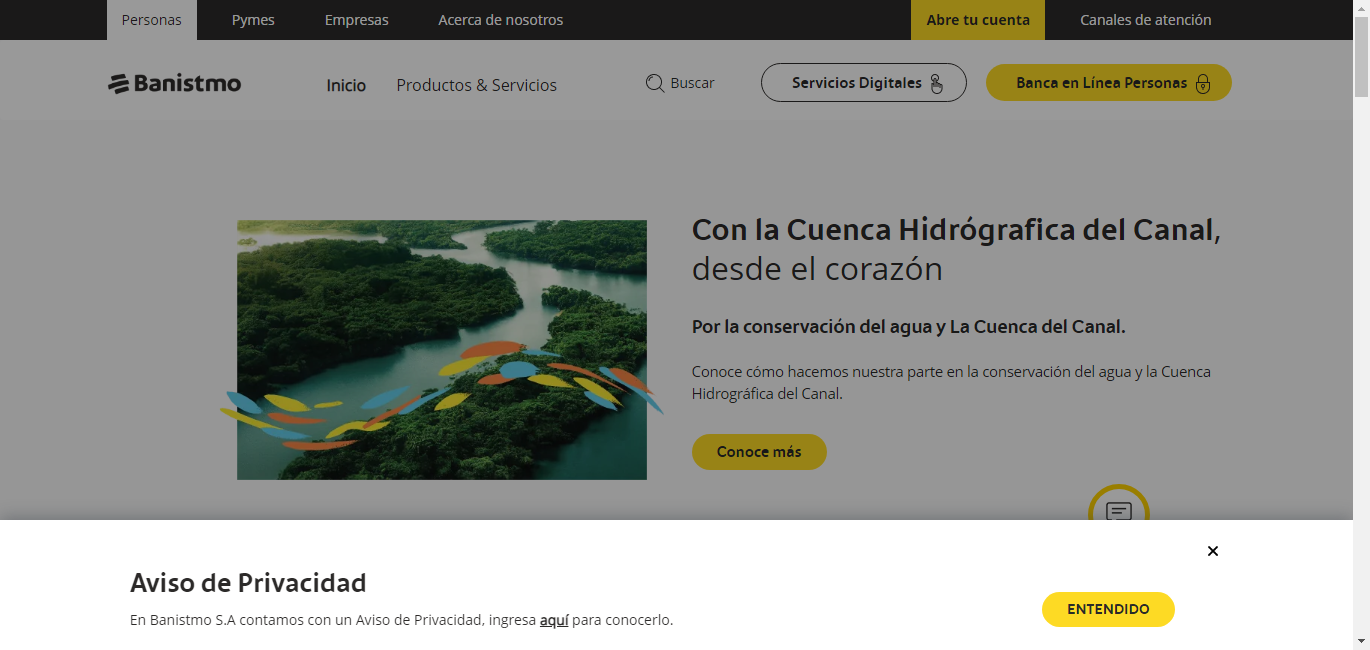 Personas
Pymes
Empresas
Acerca de nosotros
Abre tu cuenta
Canales de atención
Banistmo
Inicio
Productos & Servicios
Buscar
Servicios Digitales
Banca en Línea Personas
Con la Cuenca Hidrógrafica del Canal,
desde el corazón
Por la conservación del agua y La Cuenca del Canal.
Conoce cómo hacemos nuestra parte en la conservación del agua y la Cuenca
Hidrográfica del Canal.
Conoce más
Aviso de Privacidad
En Banistmo S.A contamos con un Aviso de Privacidad, ingresa aquí para conocerlo.
ENTENDIDO